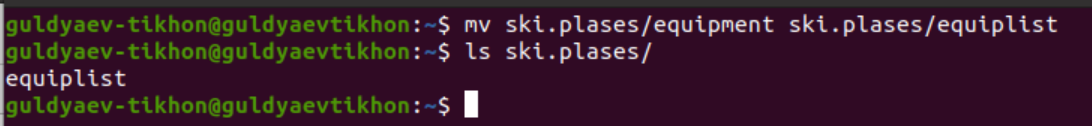 guldyaev-tikhon@guldyaevtikhon:~$ mv ski.plases/equipment ski.plases/equiplist
guldyaev-tikhon@guldyaevtikhon:~$ ls ski.plases/
equiplist
guldyaev-tikhon@guldyaevtikhon:~$